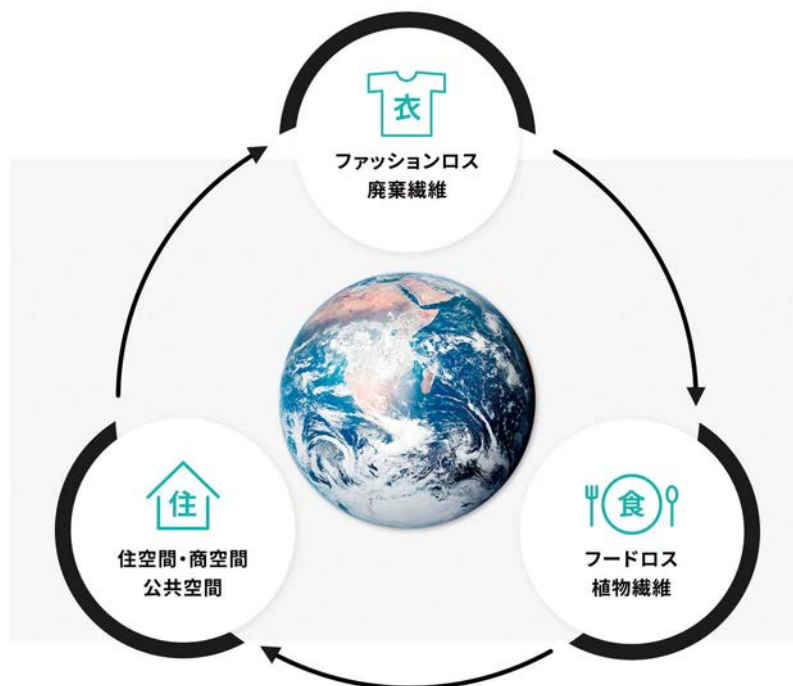 衣
ファッションロス
廃棄繊維
住
住空間・商空間
公共空間
食
フードロス
植物繊維